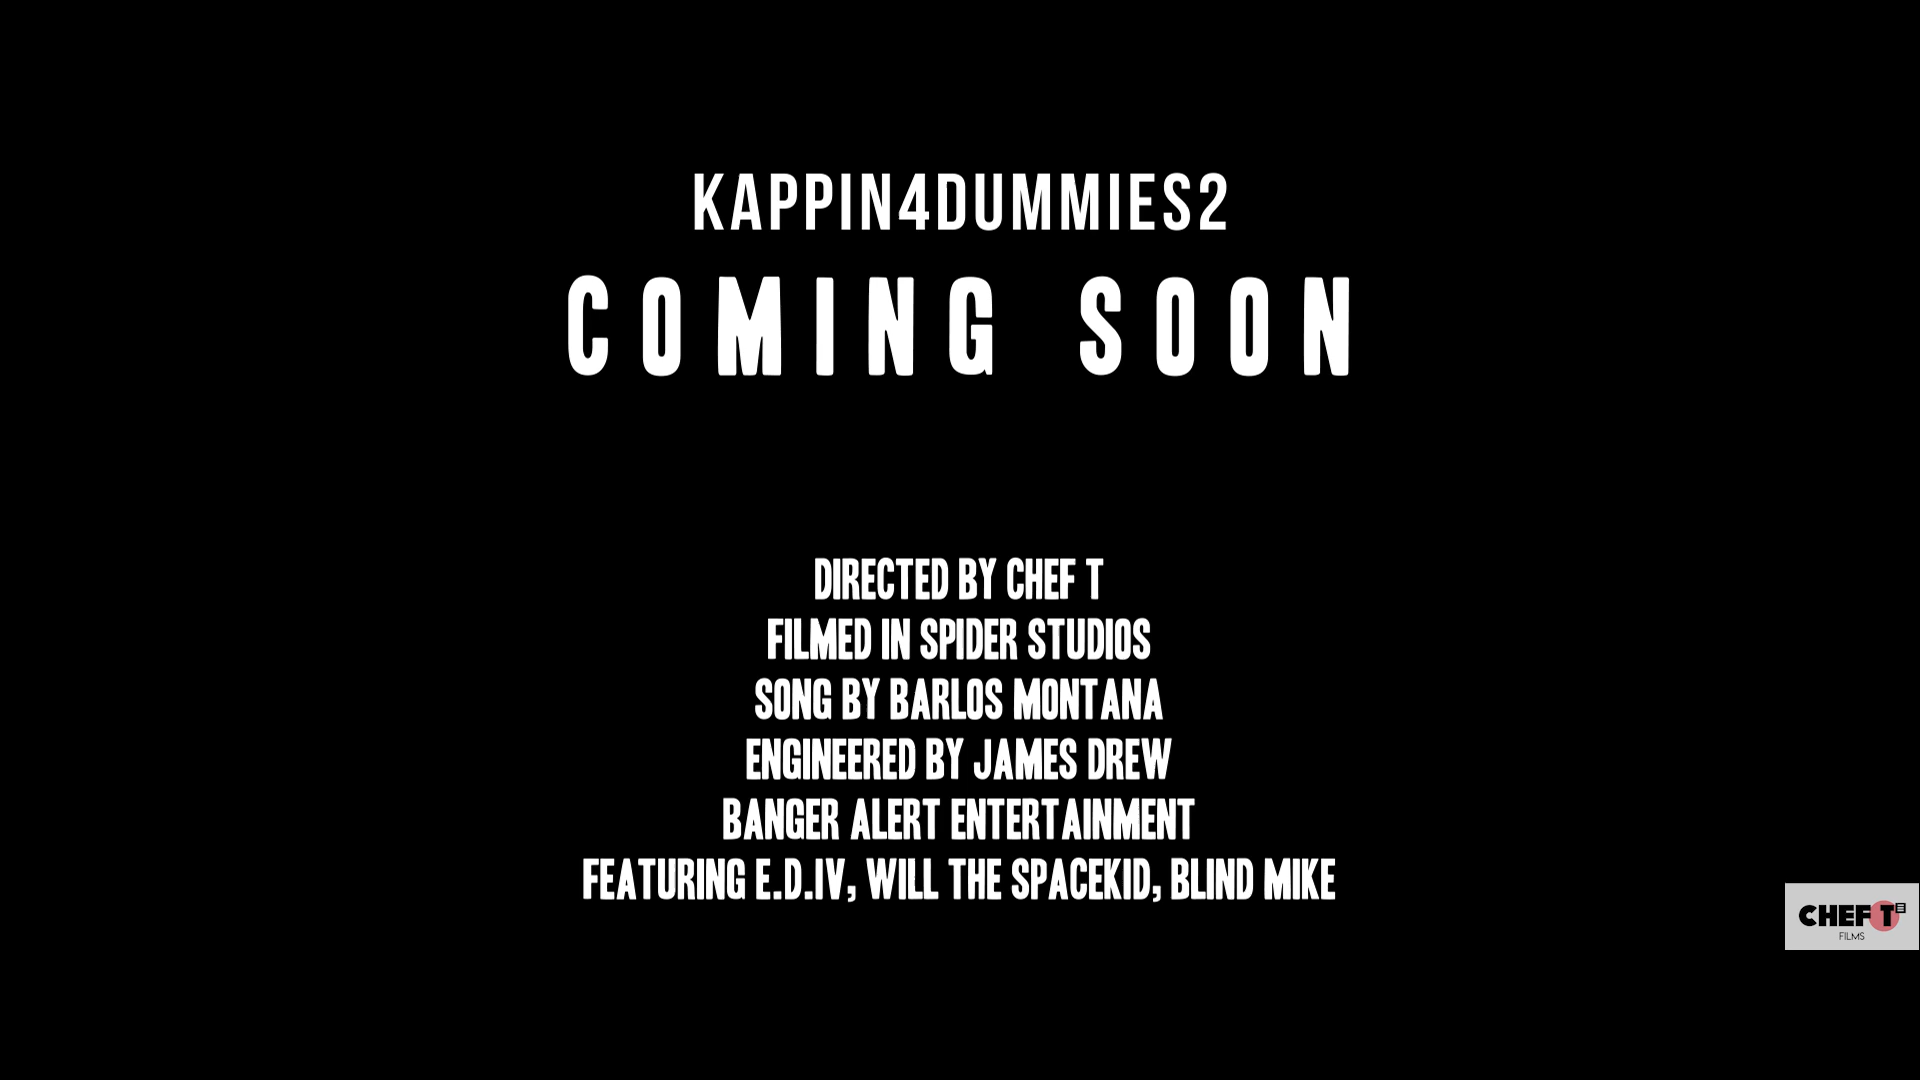 KAPPIN4DUMMIES2
COMING SOON
DIRECTED BY CHEF T
FILMED IN SPIDER STUDIOS
SONG BY BARLOS MONTANA
ENGINEERED BY JAMES DREW
BANGER ALERT ENTERTAINMENT
FEATURING E.D.IV, WILL THE SPACEKID, BLIND MIKE
CHEF T
FILMS